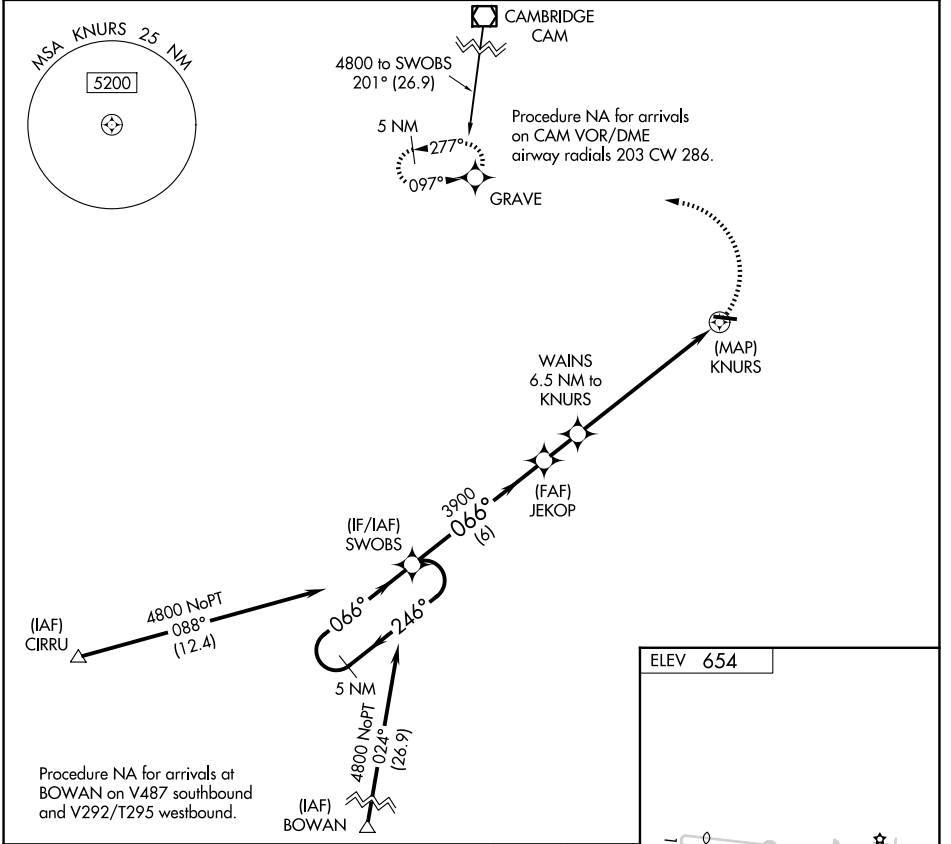 MSA KNURS 25 NM
5200
CAMBRIDGE
CAM
4800 to SWOBS
201° (26.9)
Procedure NA for arrivals
on CAM VOR/DME
airway radials 203 CW 286.
5 NM
277°
097°
GRAVE
(MAP)
KNURS
WAINS
6.5 NM to
KNURS
(FAF)
JEKOP
3900
066°
(6)
(IF/IAF)
SWOBS
4800 NoPT
088°
(12.4)
(IAF)
CIRRU
066°
246°
5 NM
4800 NoPT
024°
(26.9)
(IAF)
BOWAN
Procedure NA for arrivals at
BOWAN on V487 southbound
and V292/T295 westbound.
ELEV 654